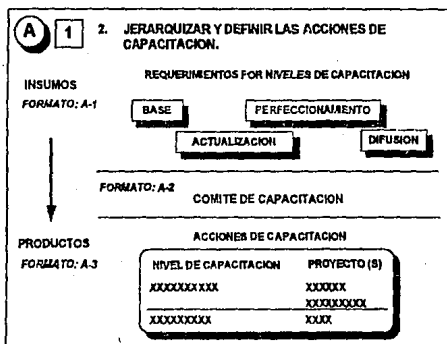 A 1 2. JERARQUIZAR Y DEFINIR LAS ACCIONES DE
CAPACITACION.
REQUERIMENTOS FOR NIVELES DE CAPACITACION
INSUMOS
FORMATO: A-1
BASE PERFECCIONAMIENTO
ACTUALIZACION DIFUSION
FORMATO: A-2
COMITE DE CAPACITACION
ACCIONES DE CAPACITACION
PRODUCTOS
FORMATO: A-3
NIVEL DE CAPACITACION PROYECTO (S)
XXXXXXXXXX XXXXXX
XXXXXXXXX
XXXXXXXXX XXXX